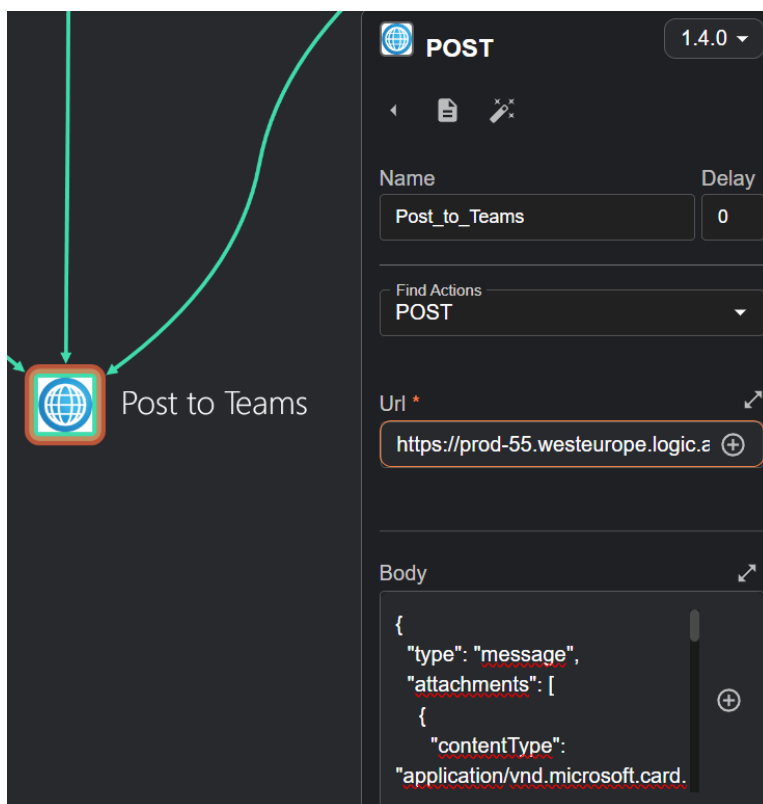 POST
1.4.0
Name
Delay
Post_to_Teams
0
Find Actions
POST
Post to Teams
Url *
https://prod-55.westeurope.logic.a
Body
{
"type": "message",
"attachments": [
{
"contentType":
"application/vnd.microsoft.card.